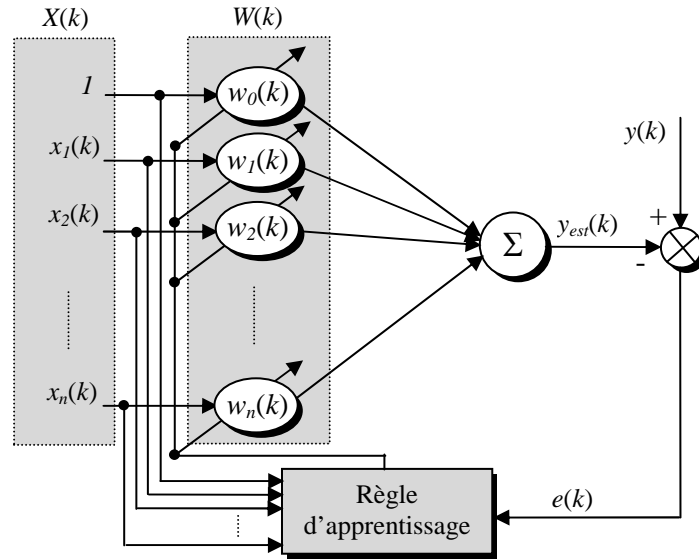 X(k)
W(k)
1
w0(k)
x1(k)
w1(k)
x2(k)
w2(k)
xn(k)
wn(k)
Σ
yest(k)
y(k)
+
-
e(k)
Règle
d'apprentissage